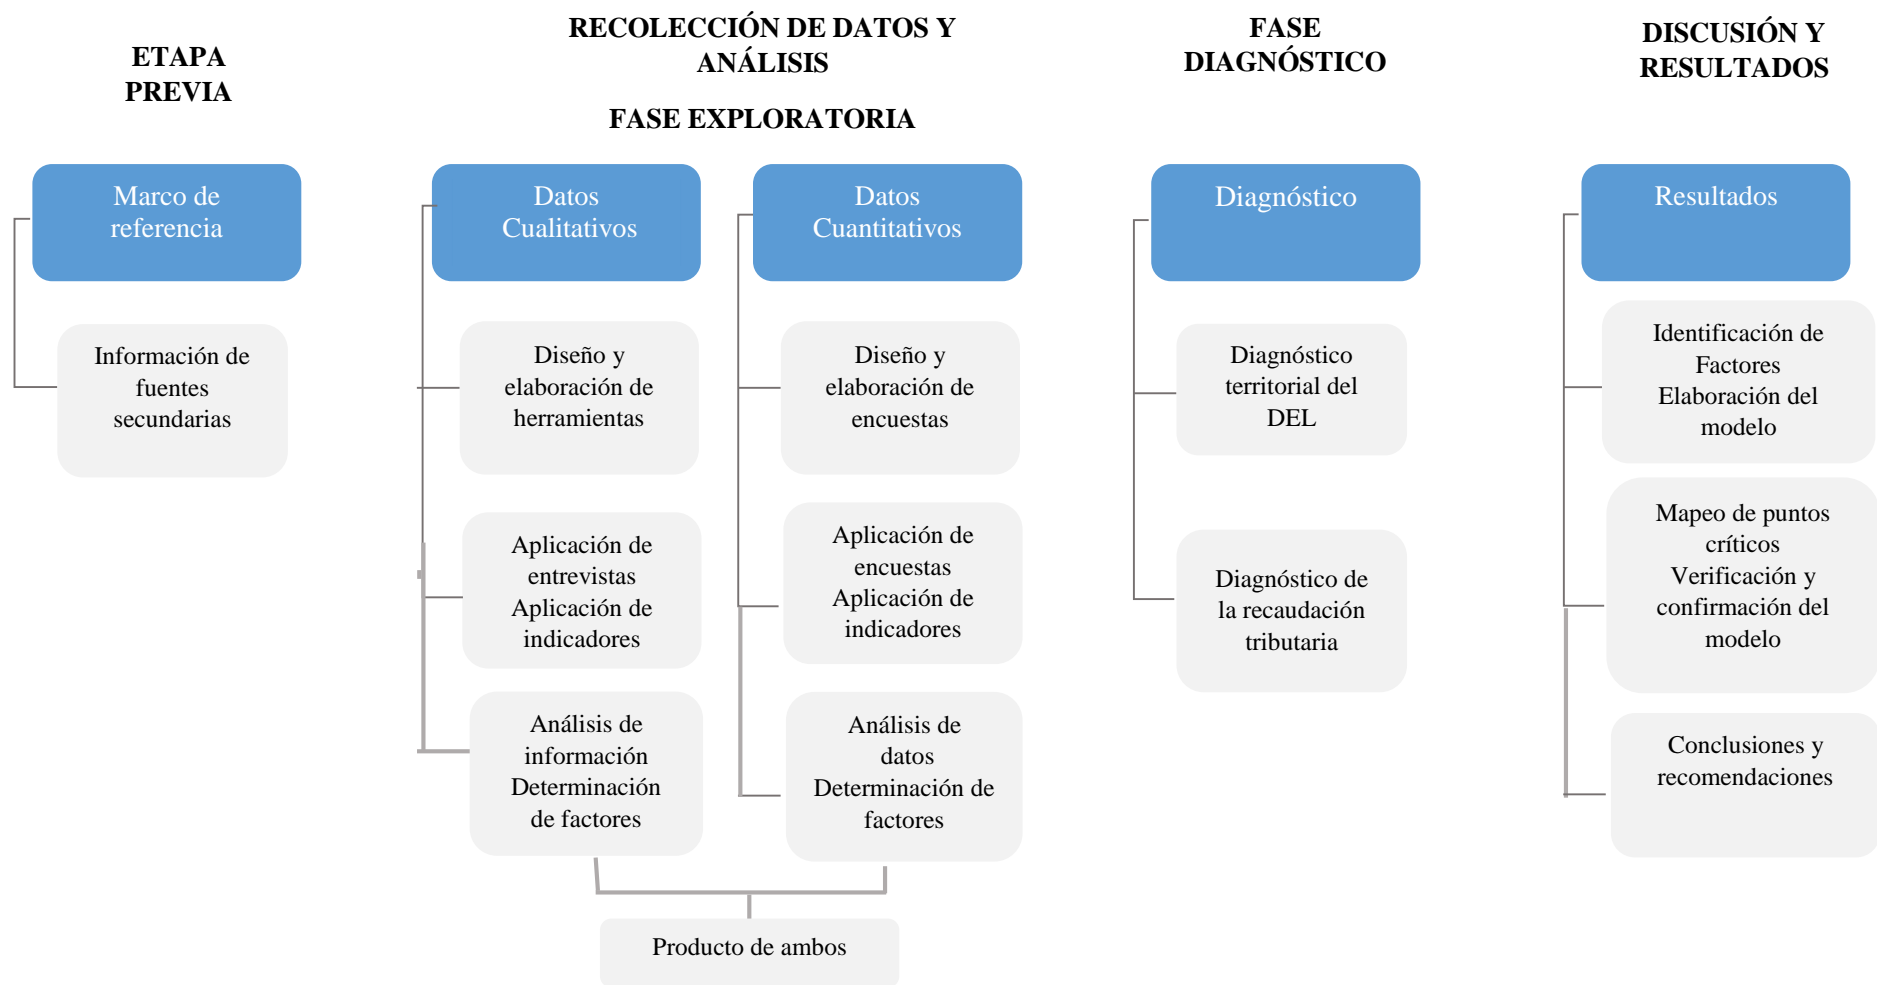 ETAPA
PREVIA
RECOLECCIÓN DE DATOS Y
ANÁLISIS
FASE EXPLORATORIA
FASE
DIAGNÓSTICO
DISCUSIÓN Y
RESULTADOS
Marco de
referencia
Información de
fuentes
secundarias
Datos
Cualitativos
Diseño y
elaboración de
herramientas
Aplicación de
entrevistas
Aplicación de
indicadores
Análisis de
información
Determinación
de factores
Datos
Cuantitativos
Diseño y
elaboración de
encuestas
Aplicación de
encuestas
Aplicación de
indicadores
Análisis de
datos
Determinación de
factores
Producto de ambos
Diagnóstico
Diagnóstico
territorial del
DEL
Diagnóstico de
la recaudación
tributaria
Resultados
Identificación de
Factores
Elaboración del
modelo
Mapeo de puntos
críticos
Verificación y
confirmación del
modelo
Conclusiones y
recomendaciones